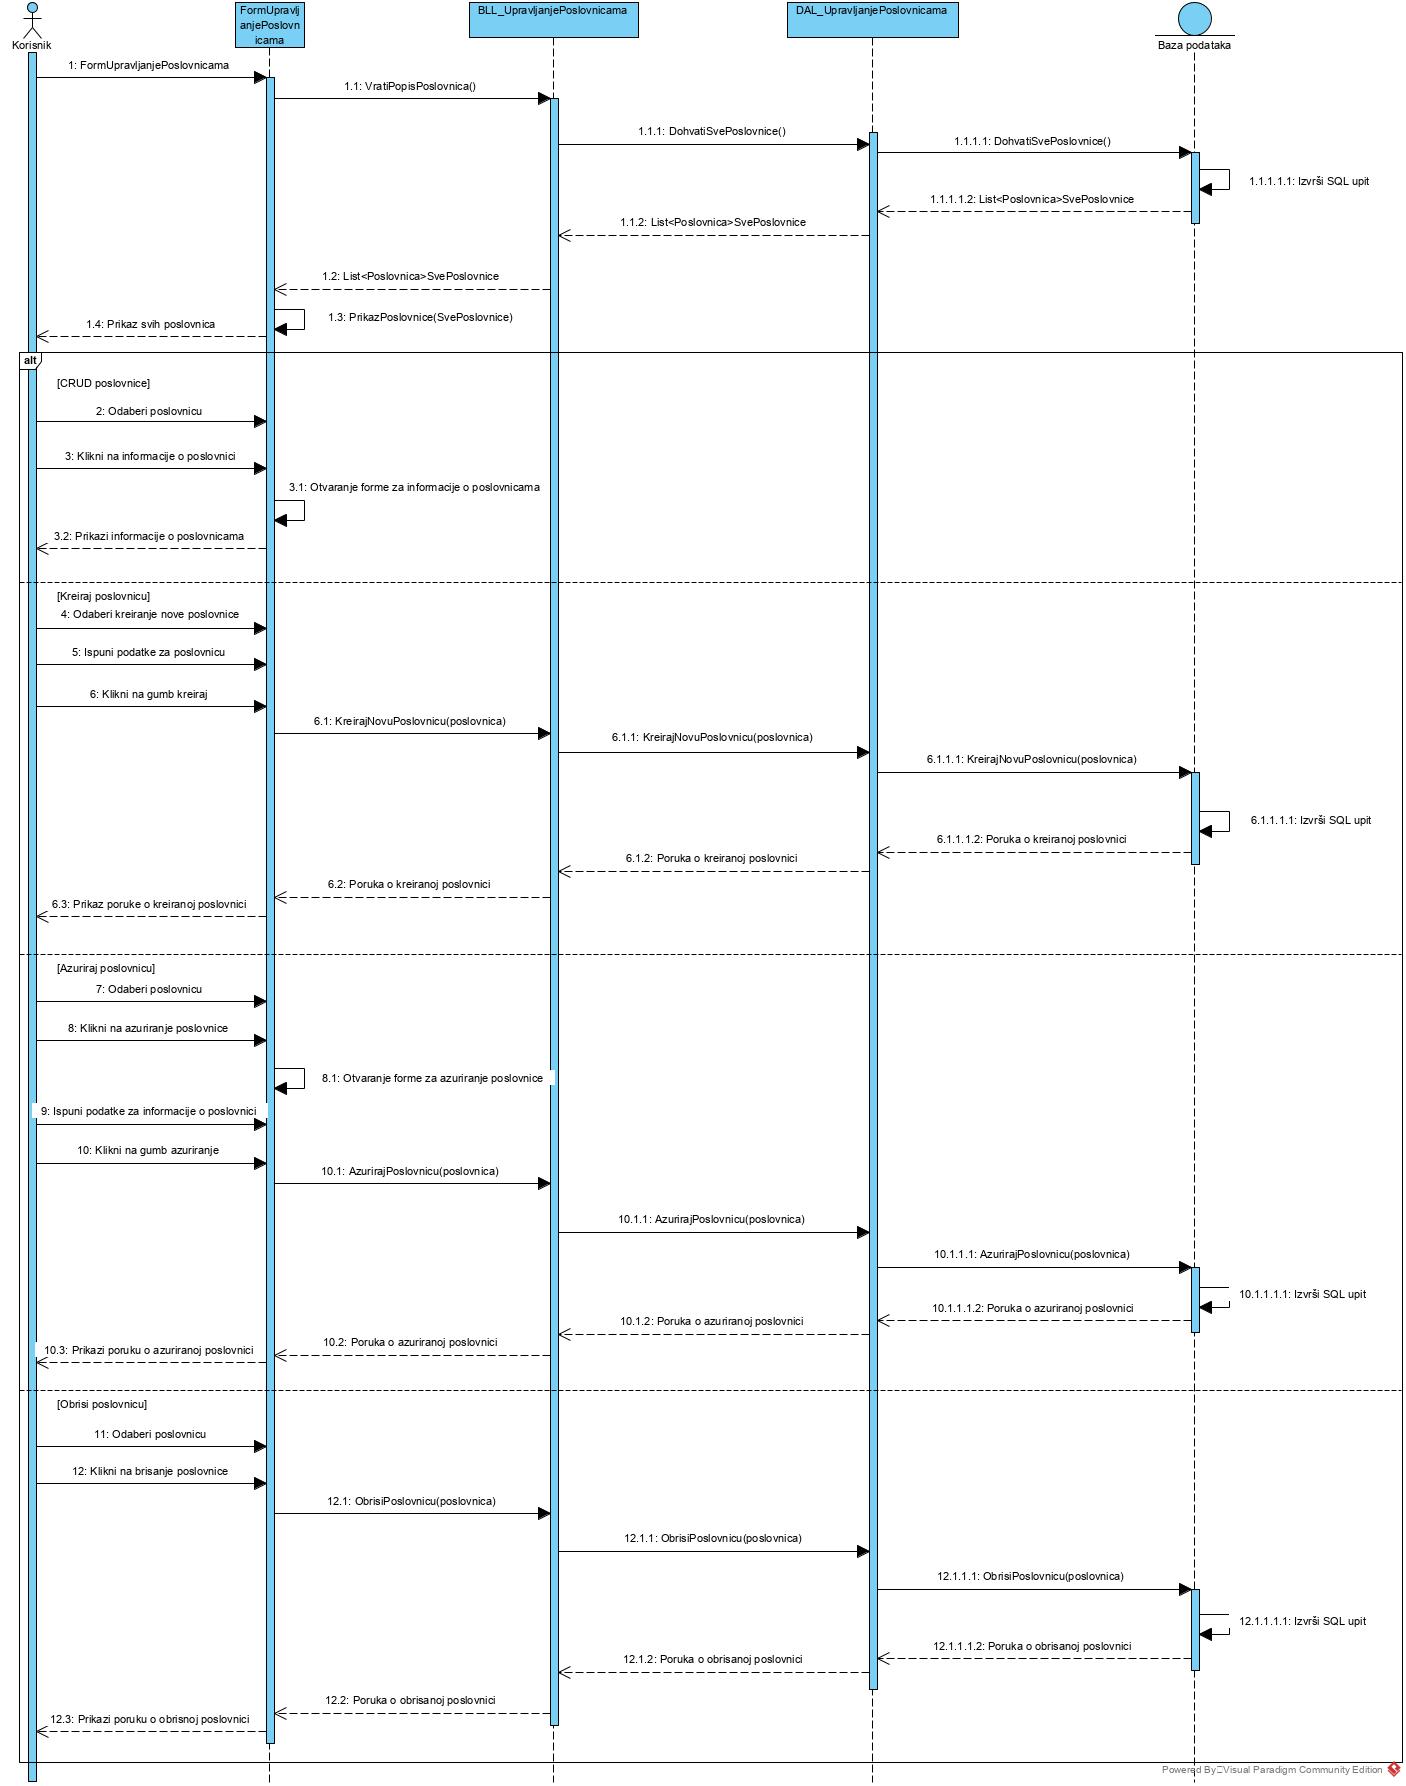 Korisnik
FormUpravlj
anjePoslovn
icama
BLL_UpravljanjePoslovnicama
DAL_UpravljanjePoslovnicama
Baza podataka
1: FormUpravljanjePoslovnicama
1.1: VratiPopisPoslovnica()
1.1.1: DohvatiSvePoslovnice()
1.1.1.1: DohvatiSvePoslovnice()
1.1.1.1.1: Izvrši SQL upit
1.1.1.1.2: List<Poslovnica>SvePoslovnice
1.1.2: List<Poslovnica>SvePoslovnice
1.2: List<Poslovnica>SvePoslovnice
1.3: PrikazPoslovnice(SvePoslovnice)
1.4: Prikaz svih poslovnica
alt
[CRUD poslovnice]
2: Odaberi poslovnicu
3: Klikni na informacije o poslovnici
3.1: Otvaranje forme za informacije o poslovnicama
3.2: Prikazi informacije o poslovnicama
[Kreiraj poslovnicu]
4: Odaberi kreiranje nove poslovnice
5: Ispuni podatke za poslovnicu
6: Klikni na gumb kreiraj
6.1: KreirajNovuPoslovnicu(poslovnica)
6.1.1: KreirajNovuPoslovnicu(poslovnica)
6.1.1.1: KreirajNovuPoslovnicu(poslovnica)
6.1.1.1.1: Izvrši SQL upit
6.1.1.1.2: Poruka o kreiranoj poslovnici
6.1.2: Poruka o kreiranoj poslovnici
6.2: Poruka o kreiranoj poslovnici
6.3: Prikaz poruke o kreiranoj poslovnici
[Azuriraj poslovnicu]
7: Odaberi poslovnicu
8: Klikni na azuriranje poslovnice
8.1: Otvaranje forme za azuriranje poslovnice
9: Ispuni podatke za informacije o poslovnici
10: Klikni na gumb azuriranje
10.1: AzurirajPoslovnicu(poslovnica)
10.1.1: AzurirajPoslovnicu(poslovnica)
10.1.1.1: AzurirajPoslovnicu(poslovnica)
10.1.1.1.1: Izvrši SQL upit
10.1.1.1.2: Poruka o azuriranoj poslovnici
10.1.2: Poruka o azuriranoj poslovnici
10.2: Poruka o azuriranoj poslovnici
10.3: Prikazi poruku o azuriranoj poslovnici
[Obrisi poslovnicu]
11: Odaberi poslovnicu
12: Klikni na brisanje poslovnice
12.1: ObrisiPoslovnicu(poslovnica)
12.1.1: ObrisiPoslovnicu(poslovnica)
12.1.1.1: ObrisiPoslovnicu(poslovnica)
12.1.1.1.1: Izvrši SQL upit
12.1.1.1.2: Poruka o obrisanoj poslovnici
12.1.2: Poruka o obrisanoj poslovnici
12.2: Poruka o obrisanoj poslovnici
12.3: Prikazi poruku o obrisnoj poslovnici
Powered By Visual Paradigm Community Edition